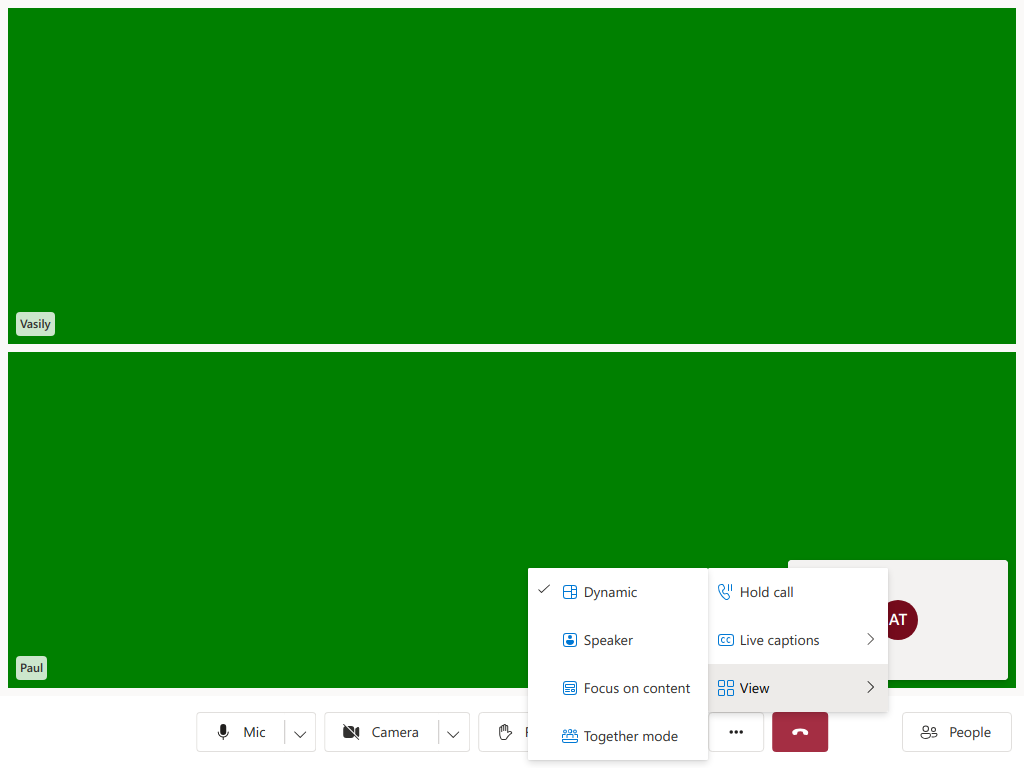 Vasily
Paul
AT
Dynamic
Speaker
Focus on content
Together mode
Hold call
Live captions
View
Mic
Camera
People